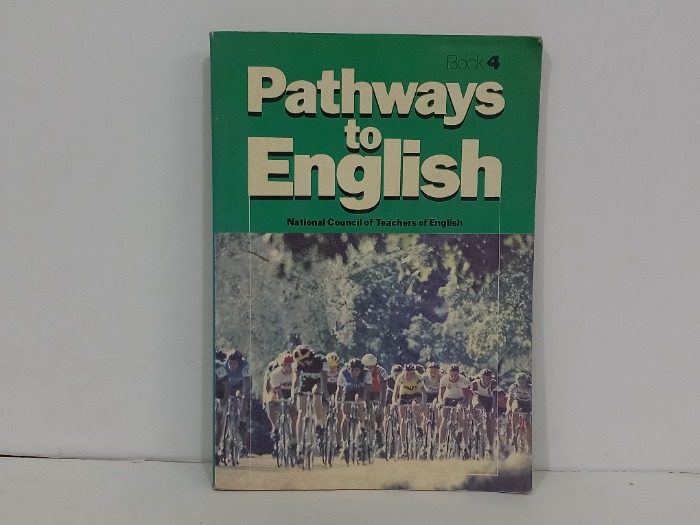 Book 4
Pathways
to
English
National Council of Teachers of English